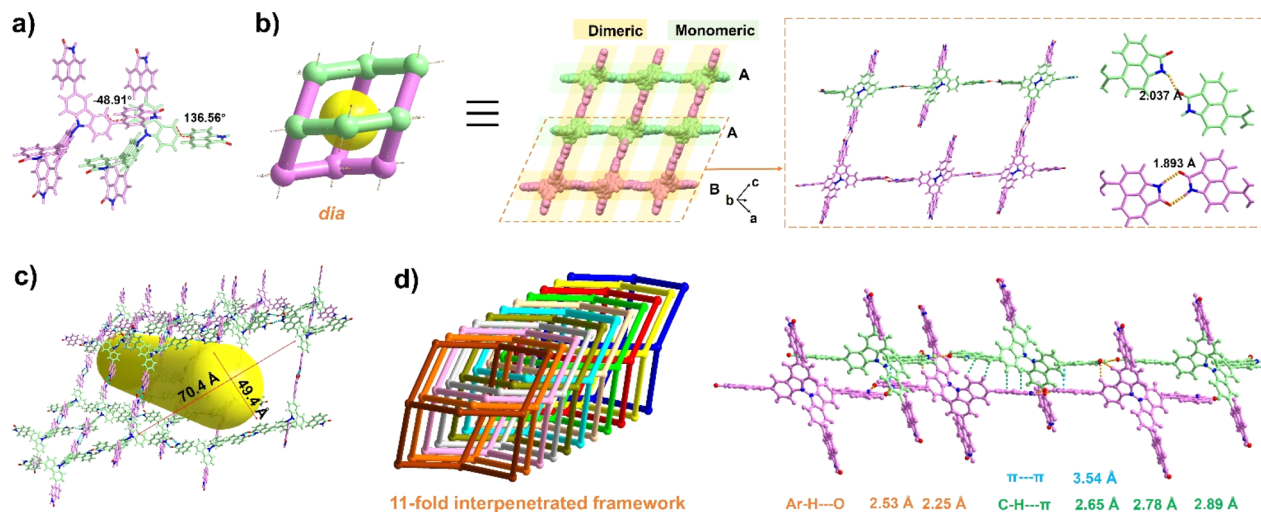 a)
-48.91°
136.56°
b)
dia
Dimeric
Monomeric
A
A
B
c
b
a
2.037 Å
1.893 Å
c)
70.4 Å
49.4 Å
d)
11-fold interpenetrated framework
π---π 3.54 Å
Ar-H---O 2.53 Å 2.25 Å C-H---π 2.65 Å 2.78 Å 2.89 Å